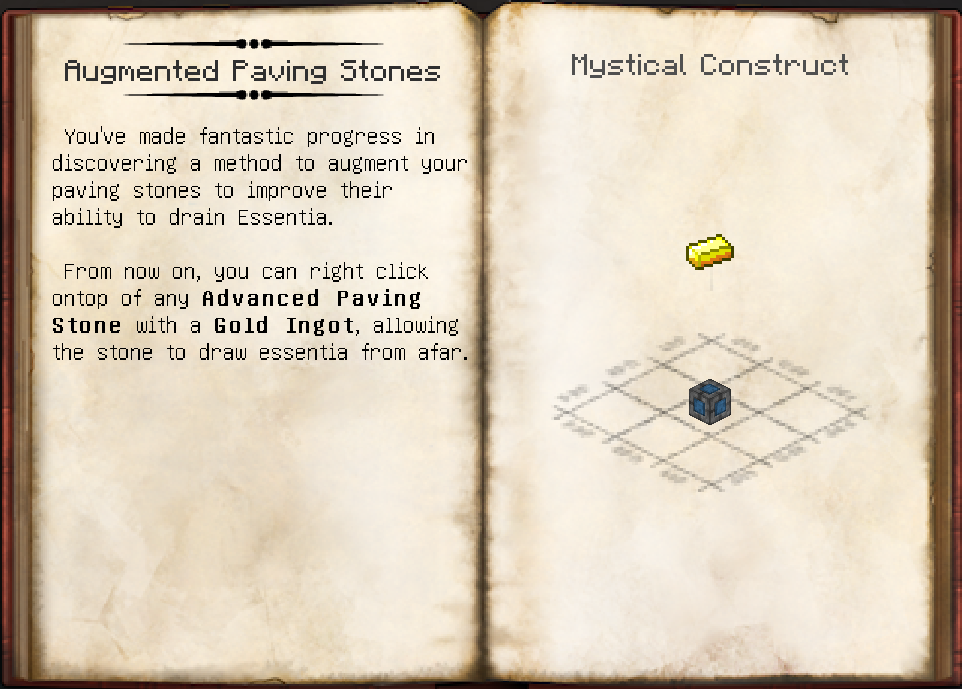 Augmented Paving Stones
You've made fantastic progress in
discovering a method to augment your
paving stones to improve their
ability to drain Essentia.
From now on, you can right click
ontop of any Advanced Paving
Stone with a Gold Ingot, allowing
the stone to draw essentia from afar.
Mystical Construct